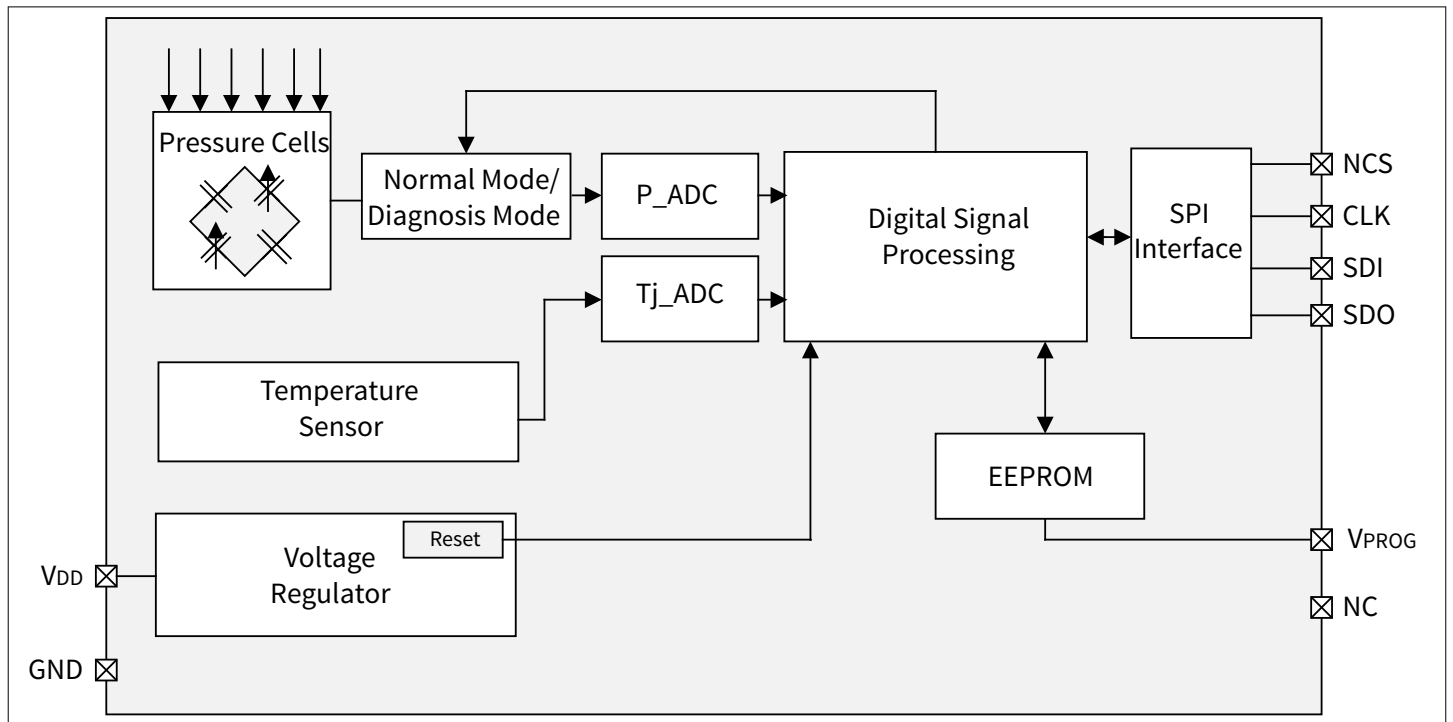 Pressure Cells
Normal Mode/
Diagnosis Mode
P_ADC
Digital Signal
Processing
SPI
Interface
NCS
CLK
SDI
SDO
Tj_ADC
Temperature
Sensor
EEPROM
Reset
Voltage
Regulator
VDD
GND
VPROG
NC